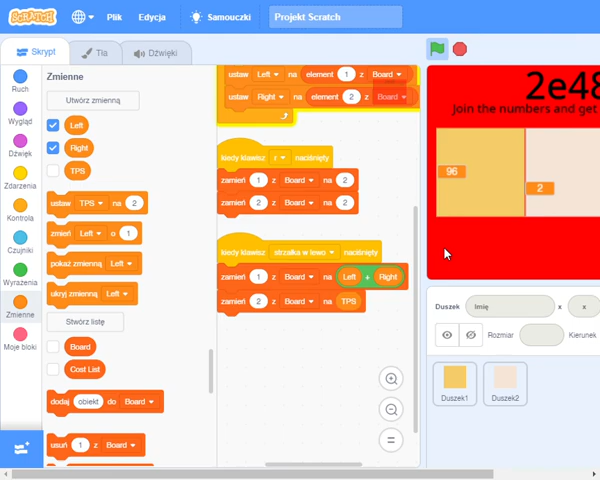 SCRATCH Plik Edycja Samouczki Projekt Scratch
Skrypt Tła Dźwięki
Ruch
Wygląd
Dźwięk
Zdarzenia
Kontrola
Czujniki
Wyrażenia
Zmienne
Moje bloki
Zmienne
Utwórz zmienną
Left
Right
TPS
ustaw TPS na 2
zmień Left o 1
pokaż zmienną Left
ukryj zmienną Left
Stwórz listę
Board
Cost List
dodaj obiekt do Board
usuń 1 z Board
ustaw Left na element 1 z Board
ustaw Right na element 2 z Board
kiedy klawisz r naciśnięty
zamień 1 z Board na 2
zamień 2 z Board na 2
kiedy klawisz strzałka w lewo naciśnięty
zamień 1 z Board na Left + Right
zamień 2 z Board na TPS
2e48
Join the numbers and get
96
2
Duszek Imię x x
Rozmiar Kierunek
Duszek1 Duszek2